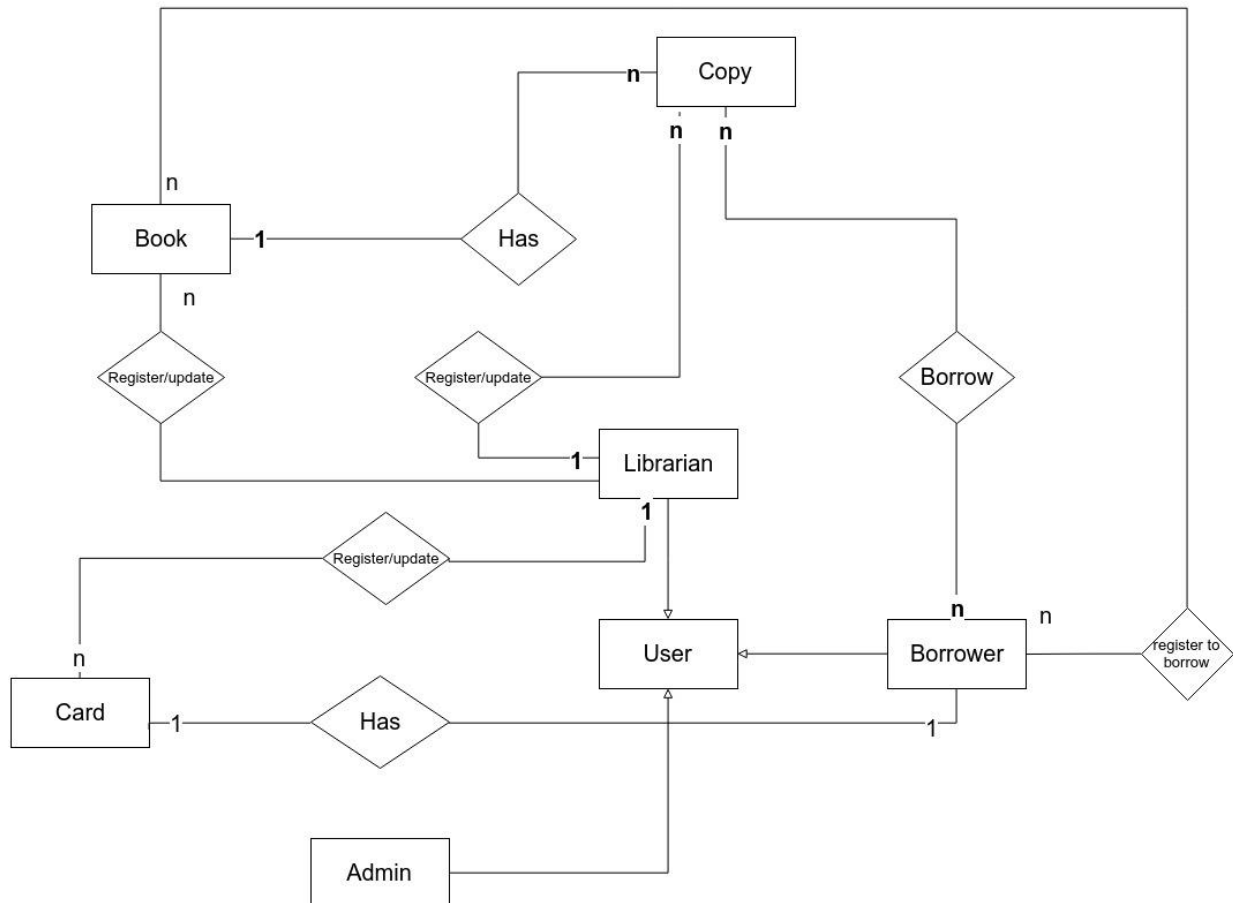 n
Copy
n
n
n
Book
1
Has
n
Register/update
Register/update
Borrow
1
Librarian
1
Register/update
n
n
User
Borrower
register to
borrow
n
Card
1
Has
1
Admin